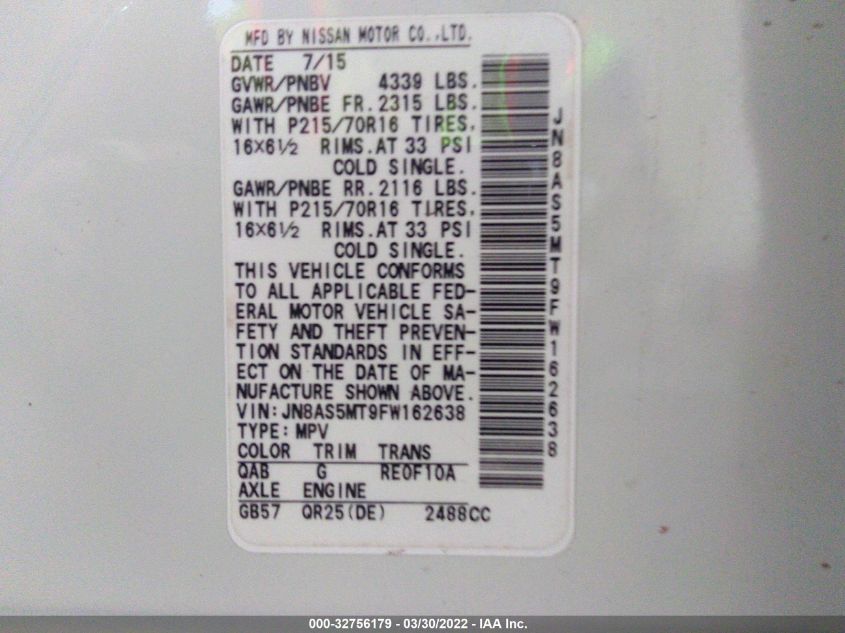 MFD BY NISSAN MOTOR CO.,LTD.
DATE 7/15
GVWR/PNBV 4339 LBS.
GAWR/PNBE FR. 2315 LBS.
WITH P215/70R16 TIRES,
16×6½ RIMS. AT 33 PSI
COLD SINGLE.
GAWR/PNBE RR. 2116 LBS.
WITH P215/70R16 TIRES,
16×6½ RIMS. AT 33 PSI
COLD SINGLE.
THIS VEHICLE CONFORMS
TO ALL APPLICABLE FED-
ERAL MOTOR VEHICLE SA-
FETY AND THEFT PREVEN-
TION STANDARDS IN EFF-
ECT ON THE DATE OF MA-
NUFACTURE SHOWN ABOVE.
VIN: JN8AS5MT9FW162638
TYPE: MPV
COLOR TRIM TRANS
QAB G RE0F10A
AXLE ENGINE
GB57 QR25(DE) 2488CC
JN8AS5MT9FW162638
000-32756179 - 03/30/2022 - IAA Inc.